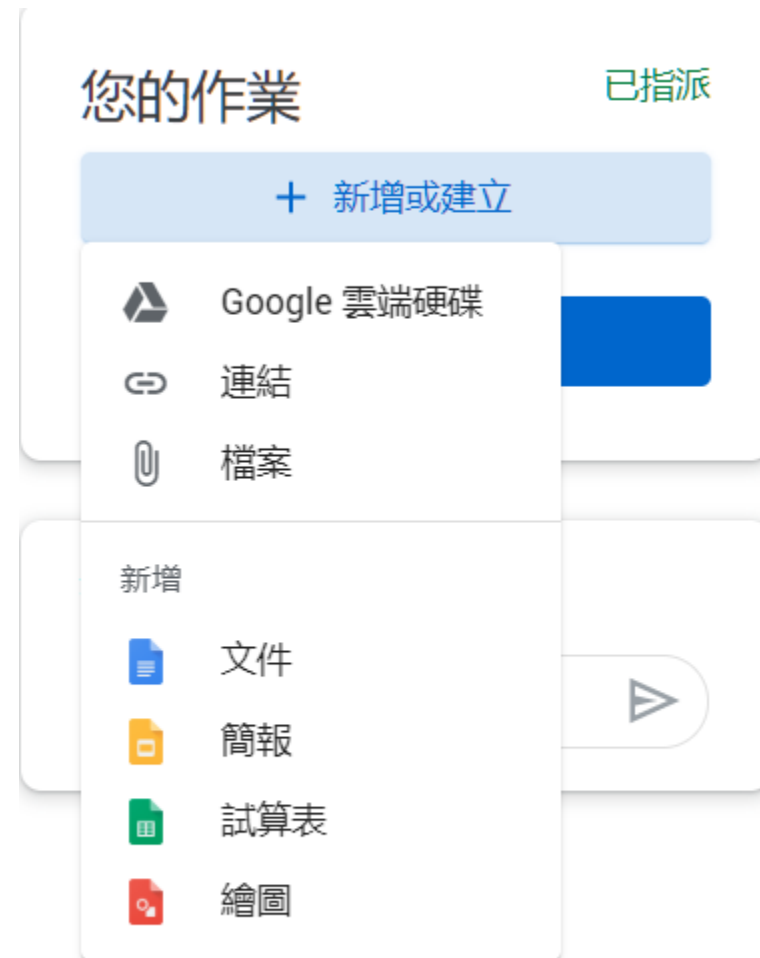 您的作業
已指派
+ 新增或建立
Google 雲端硬碟
連結
檔案
新增
文件
簡報
試算表
繪圖